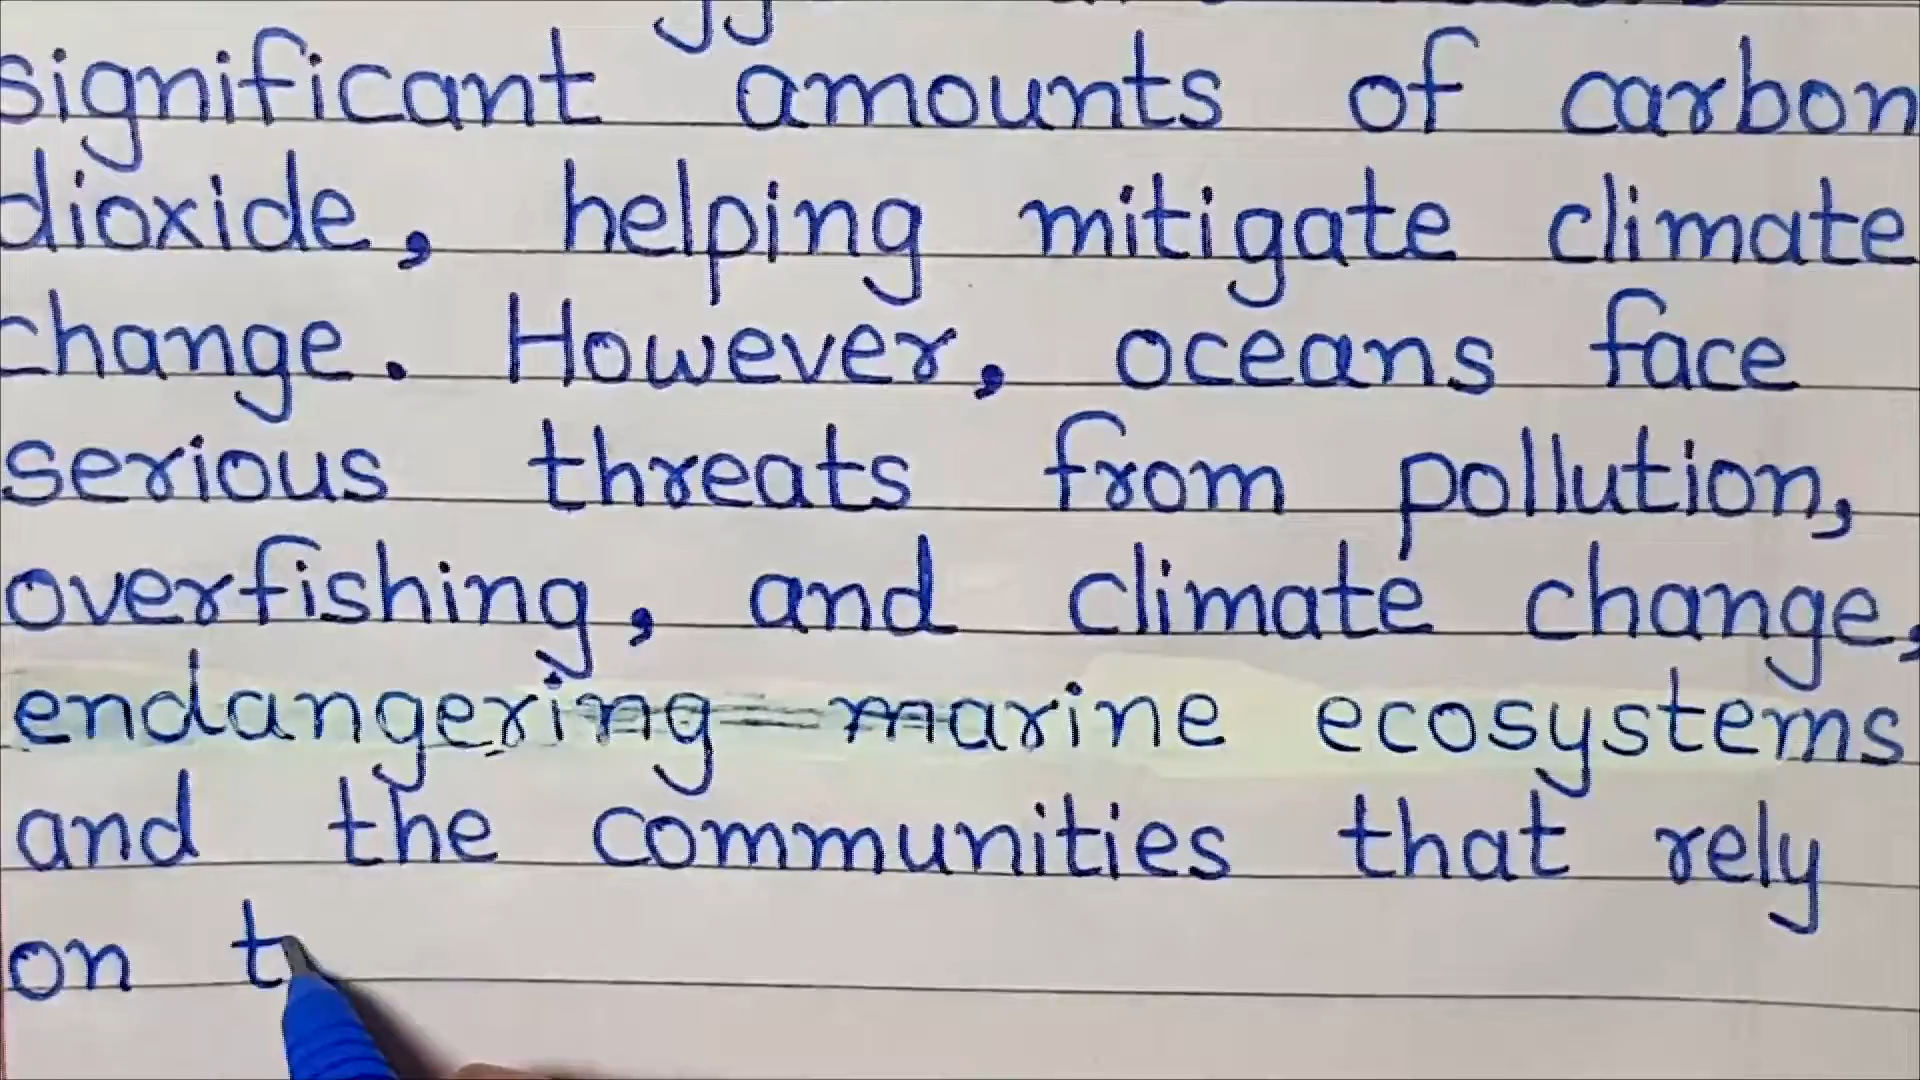 significant amounts of carbon
dioxide, helping mitigate climate
change. However, oceans face
serious threats from pollution,
overfishing, and climate change,
endangering marine ecosystems
and the communities that rely
on t